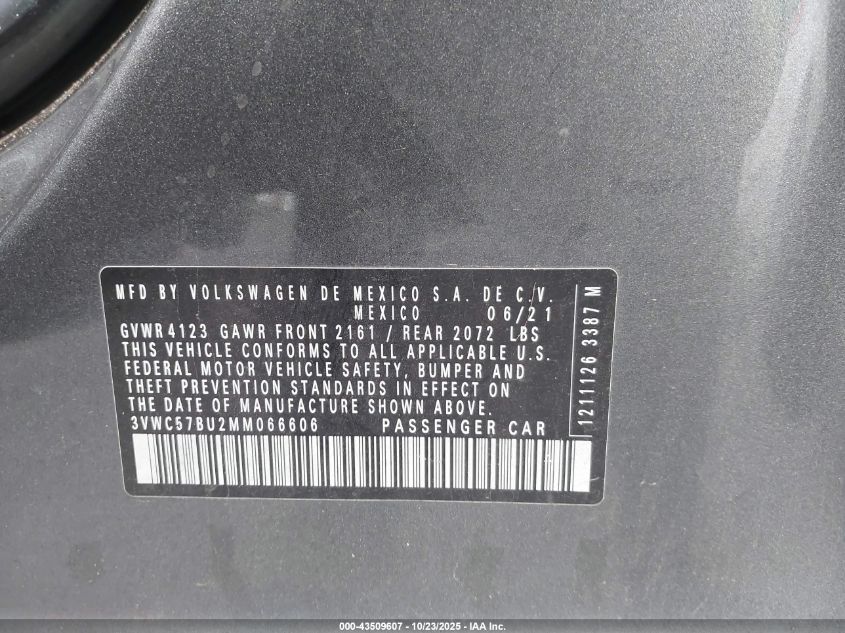 MFD BY VOLKSWAGEN DE MEXICO S.A. DE C.V.
MEXICO 06/21
GVWR 4123 GAWR FRONT 2161 / REAR 2072 LBS
THIS VEHICLE CONFORMS TO ALL APPLICABLE U.S.
FEDERAL MOTOR VEHICLE SAFETY, BUMPER AND
THEFT PREVENTION STANDARDS IN EFFECT ON
THE DATE OF MANUFACTURE SHOWN ABOVE.
3VWC57BU2MM066606 PASSENGER CAR
1211126 3387 M
000-43509607 - 10/23/2025 - IAA Inc.